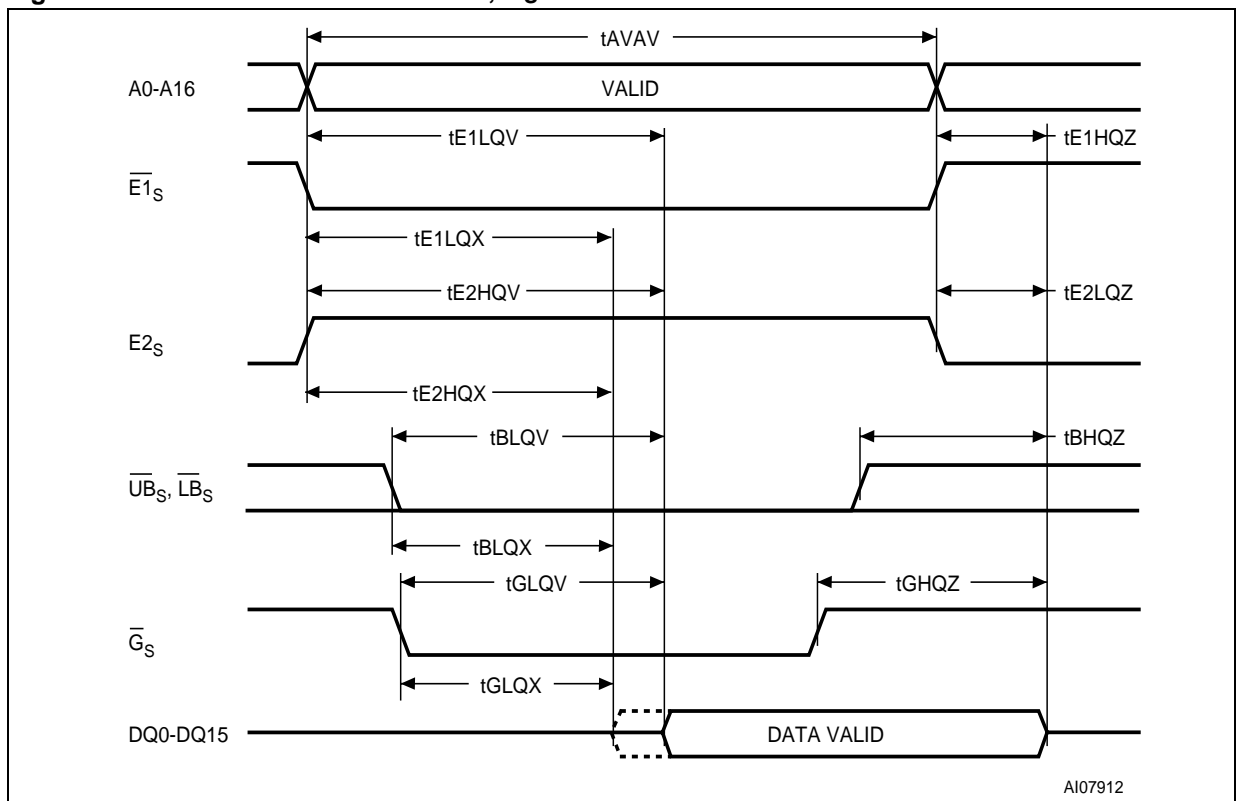 tAVAV
A0-A16 VALID
tE1LQV tE1HQZ
E1S
tE1LQX
tE2HQV tE2LQZ
E2S
tE2HQX
tBLQV tBHQZ
UBS, LBS
tBLQX
tGLQV tGHQZ
GS
tGLQX
DQ0-DQ15 DATA VALID
AI07912